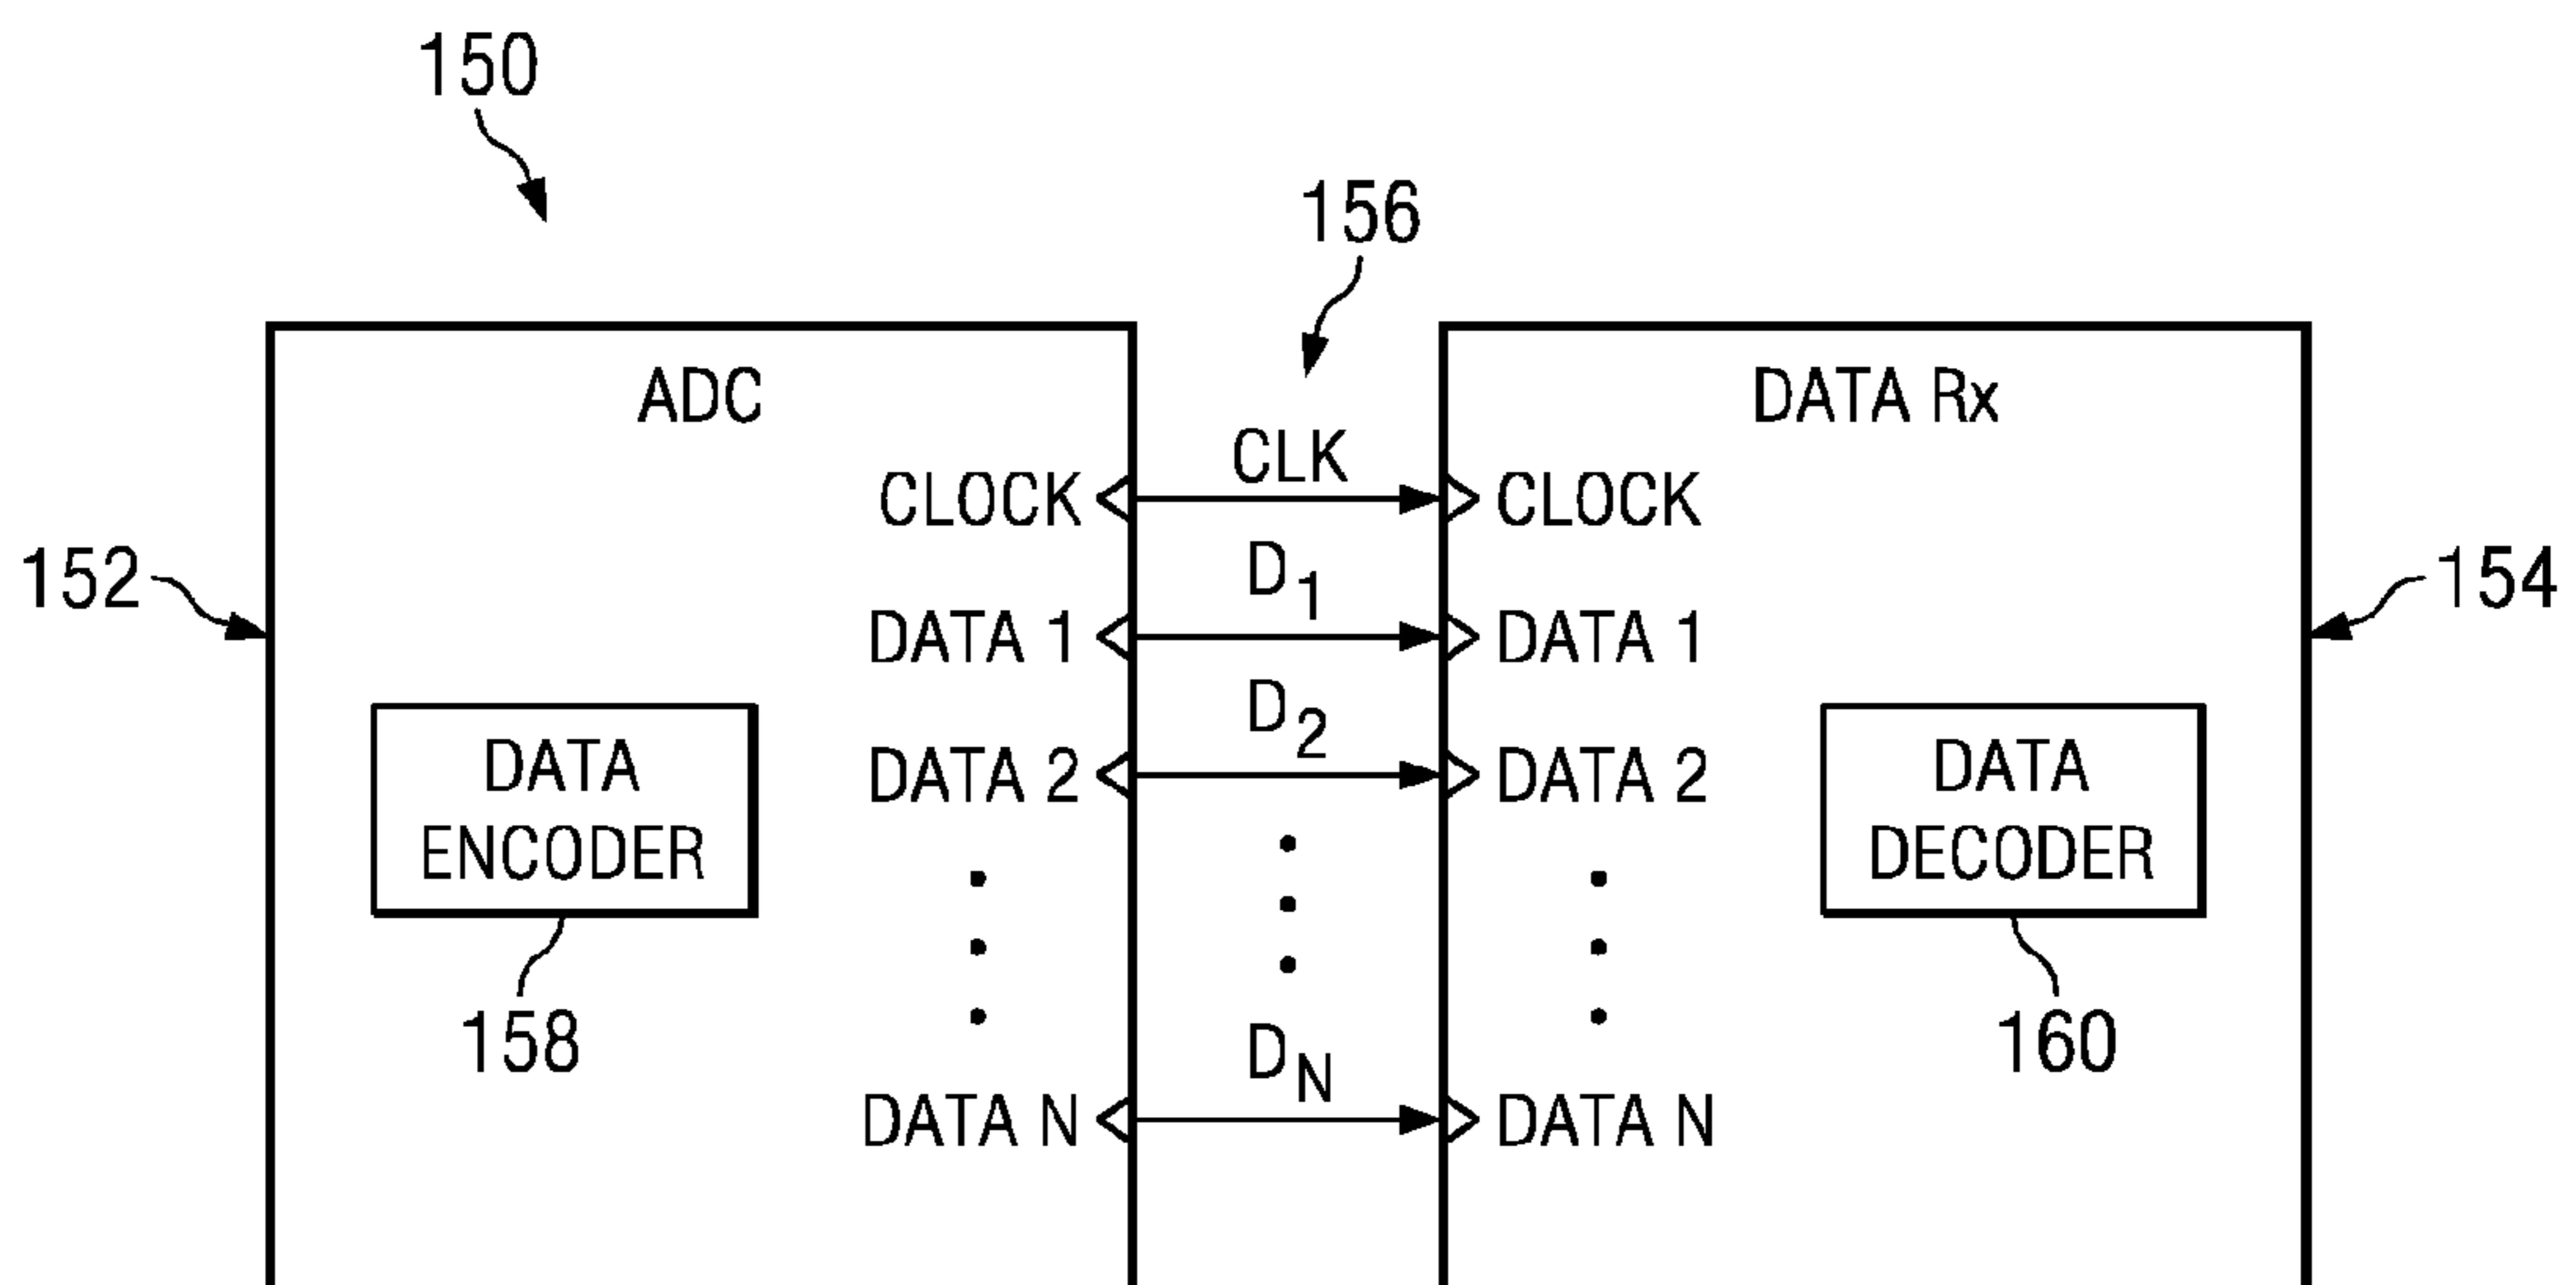 150
156
ADC
DATA Rx
CLK
CLOCK
CLOCK
152
D1
154
DATA 1
DATA 1
D2
DATA
ENCODER
DATA 2
DATA 2
DATA
DECODER
158
DN
160
DATA N
DATA N